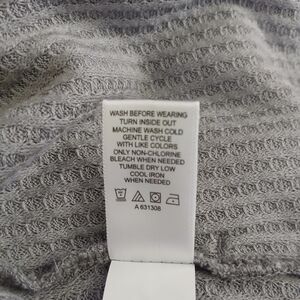 WASH BEFORE WEARING
TURN INSIDE OUT
MACHINE WASH COLD
GENTLE CYCLE
WITH LIKE COLORS
ONLY NON-CHLORINE
BLEACH WHEN NEEDED
TUMBLE DRY LOW
COOL IRON
WHEN NEEDED
A 631308